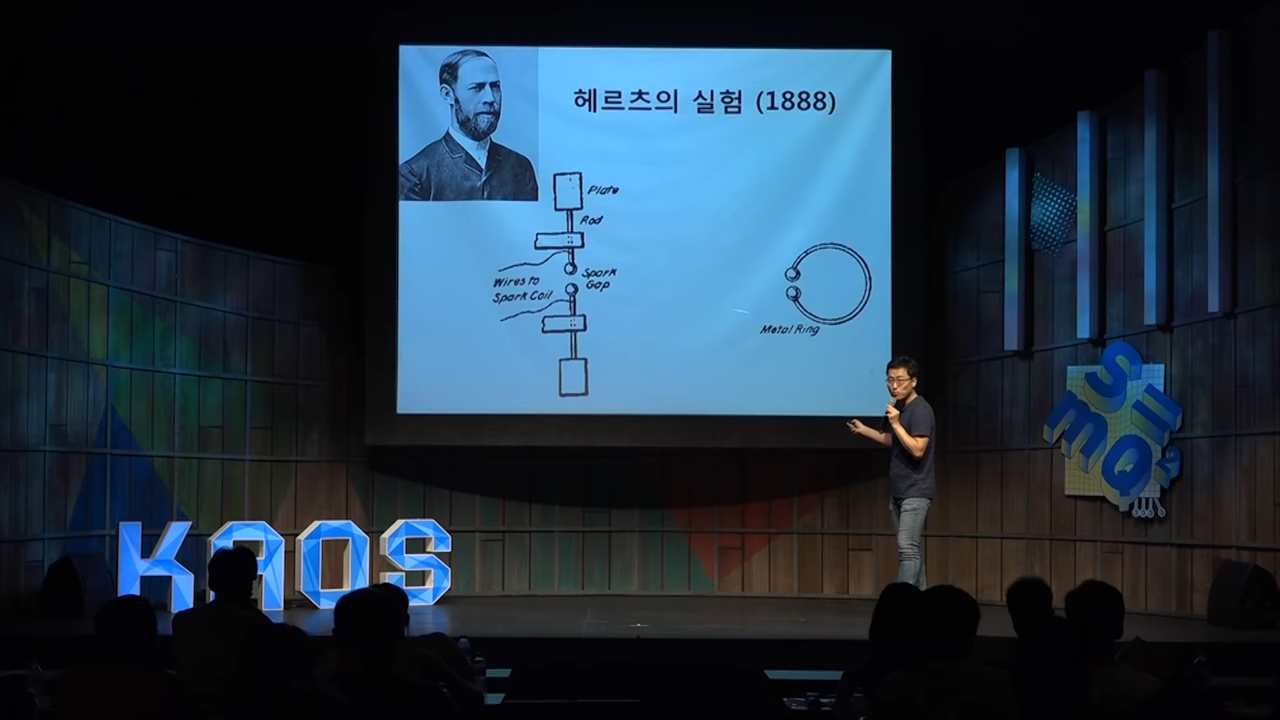 헤르츠의 실험 (1888)
Plate
Rod
Wires to
Spark Coil
Spark
Gap
Metal Ring
KAOS